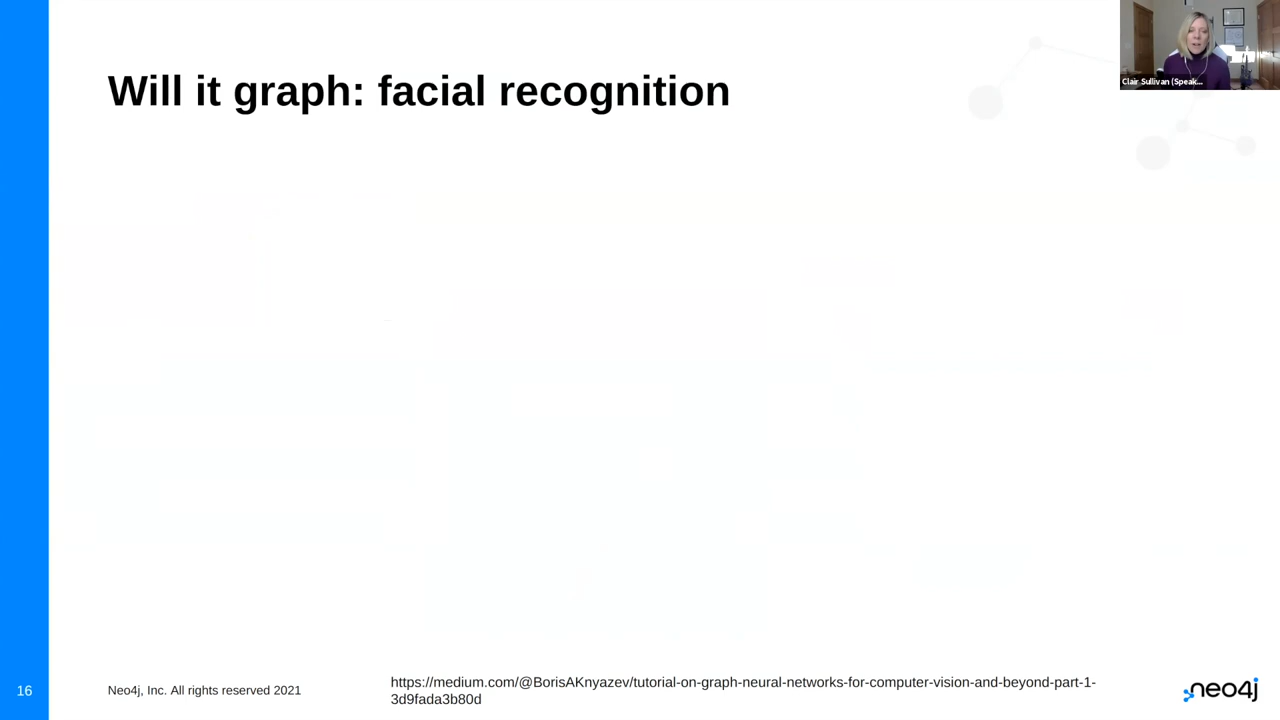 Will it graph: facial recognition
Clair Sullivan (Speak...
16
Neo4j, Inc. All rights reserved 2021
https://medium.com/@BorisAKnyazev/tutorial-on-graph-neural-networks-for-computer-vision-and-beyond-part-1-
3d9fada3b80d
neo4j